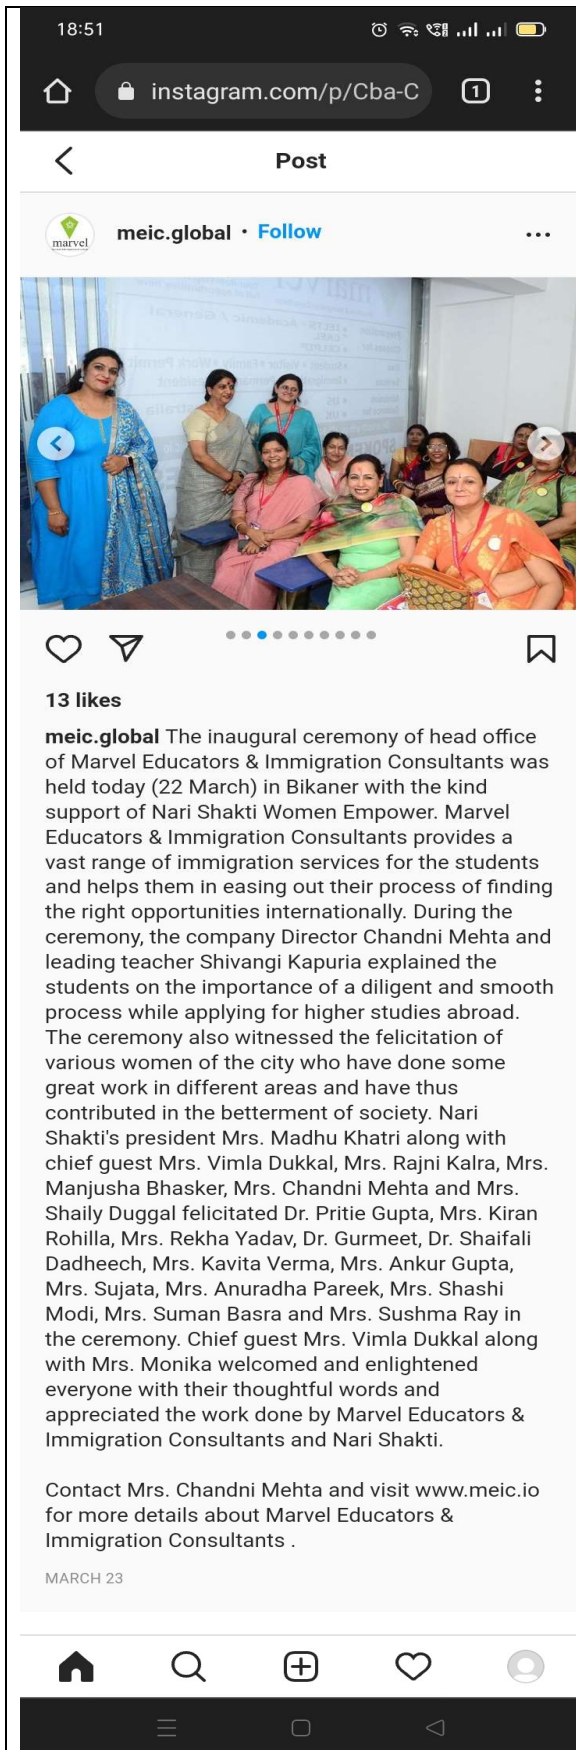 18:51
instagram.com/p/Cba-C
1
Post
marvel
meic.global • Follow
13 likes
meic.global The inaugural ceremony of head office
of Marvel Educators & Immigration Consultants was
held today (22 March) in Bikaner with the kind
support of Nari Shakti Women Empower. Marvel
Educators & Immigration Consultants provides a
vast range of immigration services for the students
and helps them in easing out their process of finding
the right opportunities internationally. During the
ceremony, the company Director Chandni Mehta and
leading teacher Shivangi Kapuria explained the
students on the importance of a diligent and smooth
process while applying for higher studies abroad.
The ceremony also witnessed the felicitation of
various women of the city who have done some
great work in different areas and have thus
contributed in the betterment of society. Nari
Shakti's president Mrs. Madhu Khatri along with
chief guest Mrs. Vimla Dukkal, Mrs. Rajni Kalra, Mrs.
Manjusha Bhasker, Mrs. Chandni Mehta and Mrs.
Shaily Duggal felicitated Dr. Pritie Gupta, Mrs. Kiran
Rohilla, Mrs. Rekha Yadav, Dr. Gurmeet, Dr. Shaifali
Dadheech, Mrs. Kavita Verma, Mrs. Ankur Gupta,
Mrs. Sujata, Mrs. Anuradha Pareek, Mrs. Shashi
Modi, Mrs. Suman Basra and Mrs. Sushma Ray in
the ceremony. Chief guest Mrs. Vimla Dukkal along
with Mrs. Monika welcomed and enlightened
everyone with their thoughtful words and
appreciated the work done by Marvel Educators &
Immigration Consultants and Nari Shakti.
Contact Mrs. Chandni Mehta and visit www.meic.io
for more details about Marvel Educators &
Immigration Consultants .
MARCH 23